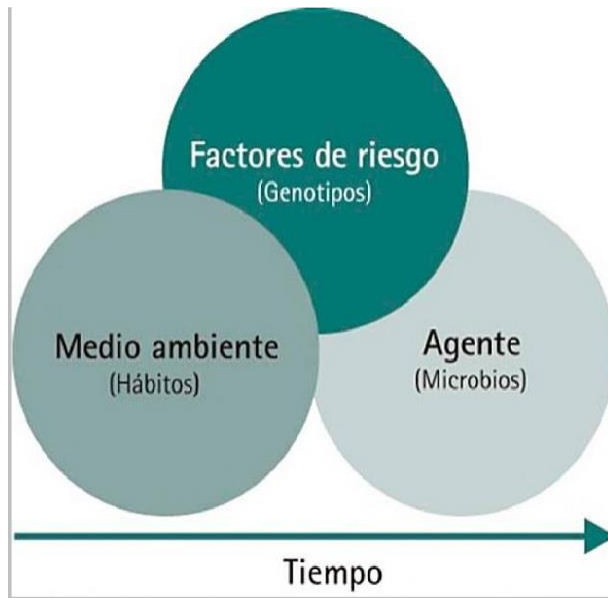 Factores de riesgo
(Genotipos)
Medio ambiente
(Hábitos)
Agente
(Microbios)
Tiempo